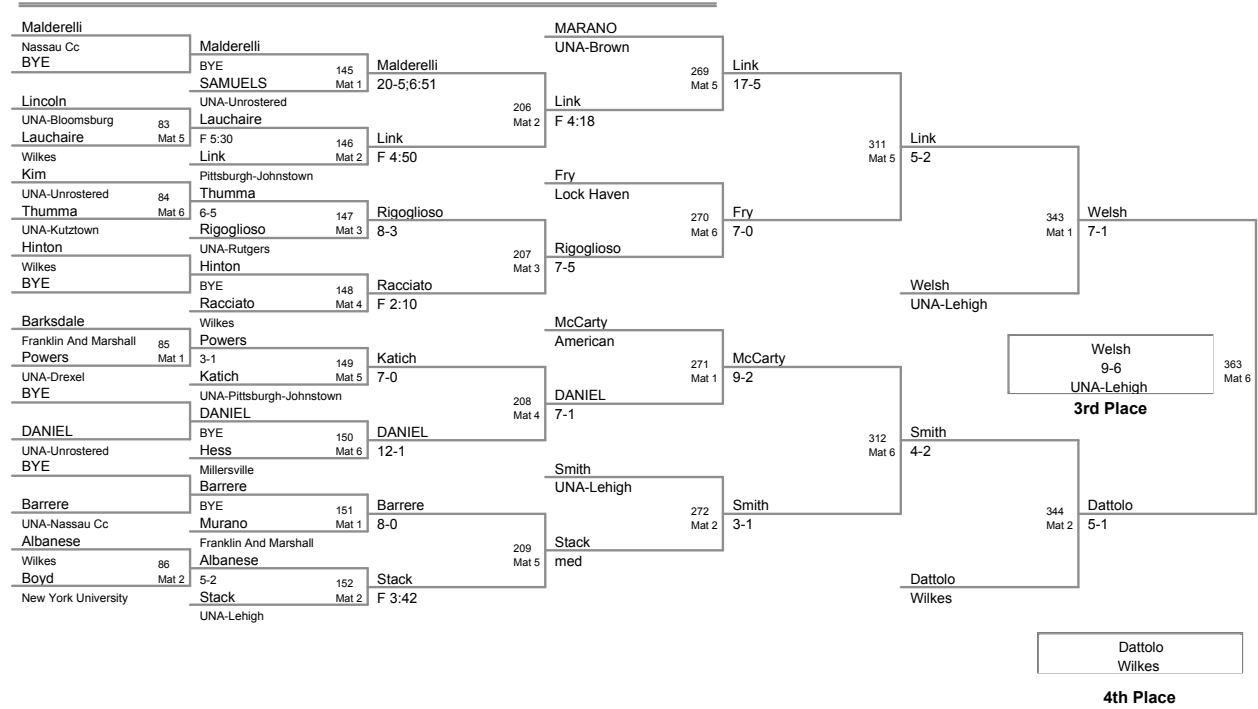 Malderelli
Nassau Cc
BYE
Lincoln
UNA-Bloomsburg
83
Lauchaire
Mat 5
Wilkes
Kim
UNA-Unrostered
84
Thumma
Mat 6
UNA-Kutztown
Hinton
Wilkes
BYE
Barksdale
Franklin And Marshall
85
Powers
Mat 1
UNA-Drexel
BYE
DANIEL
UNA-Unrostered
BYE
Barrere
UNA-Nassau Cc
Albanese
Wilkes
86
Boyd
Mat 2
New York University
Malderelli
BYE
145
SAMUELS
Mat 1
UNA-Unrostered
Lauchaire
F 5:30
146
Link
Mat 2
Pittsburgh-Johnstown
Thumma
6-5
147
Rigoglioso
Mat 3
UNA-Rutgers
Hinton
BYE
148
Racciato
Mat 4
Wilkes
Powers
3-1
149
Katich
Mat 5
UNA-Pittsburgh-Johnstown
DANIEL
BYE
150
Hess
Mat 6
Millersville
Barrere
BYE
151
Murano
Mat 1
Franklin And Marshall
Albanese
5-2
152
Stack
Mat 2
UNA-Lehigh
Malderelli
20-5;6:51
206
Mat 2
Link
F 4:50
Rigoglioso
8-3
207
Mat 3
Racciato
F 2:10
Katich
7-0
208
Mat 4
DANIEL
12-1
Barrere
8-0
209
Mat 5
Stack
F 3:42
MARANO
UNA-Brown
269
Mat 5
Link
F 4:18
Fry
Lock Haven
270
Mat 6
Rigoglioso
7-5
McCarty
American
271
Mat 1
DANIEL
7-1
Smith
UNA-Lehigh
272
Mat 2
Stack
med
Link
17-5
311
Mat 5
Fry
7-0
McCarty
9-2
312
Mat 6
Smith
3-1
Link
5-2
343
Mat 1
Welsh
UNA-Lehigh
Smith
4-2
344
Mat 2
Dattolo
Wilkes
Welsh
7-1
Welsh
9-6
UNA-Lehigh
363
Mat 6
3rd Place
Dattolo
5-1
Dattolo
Wilkes
4th Place